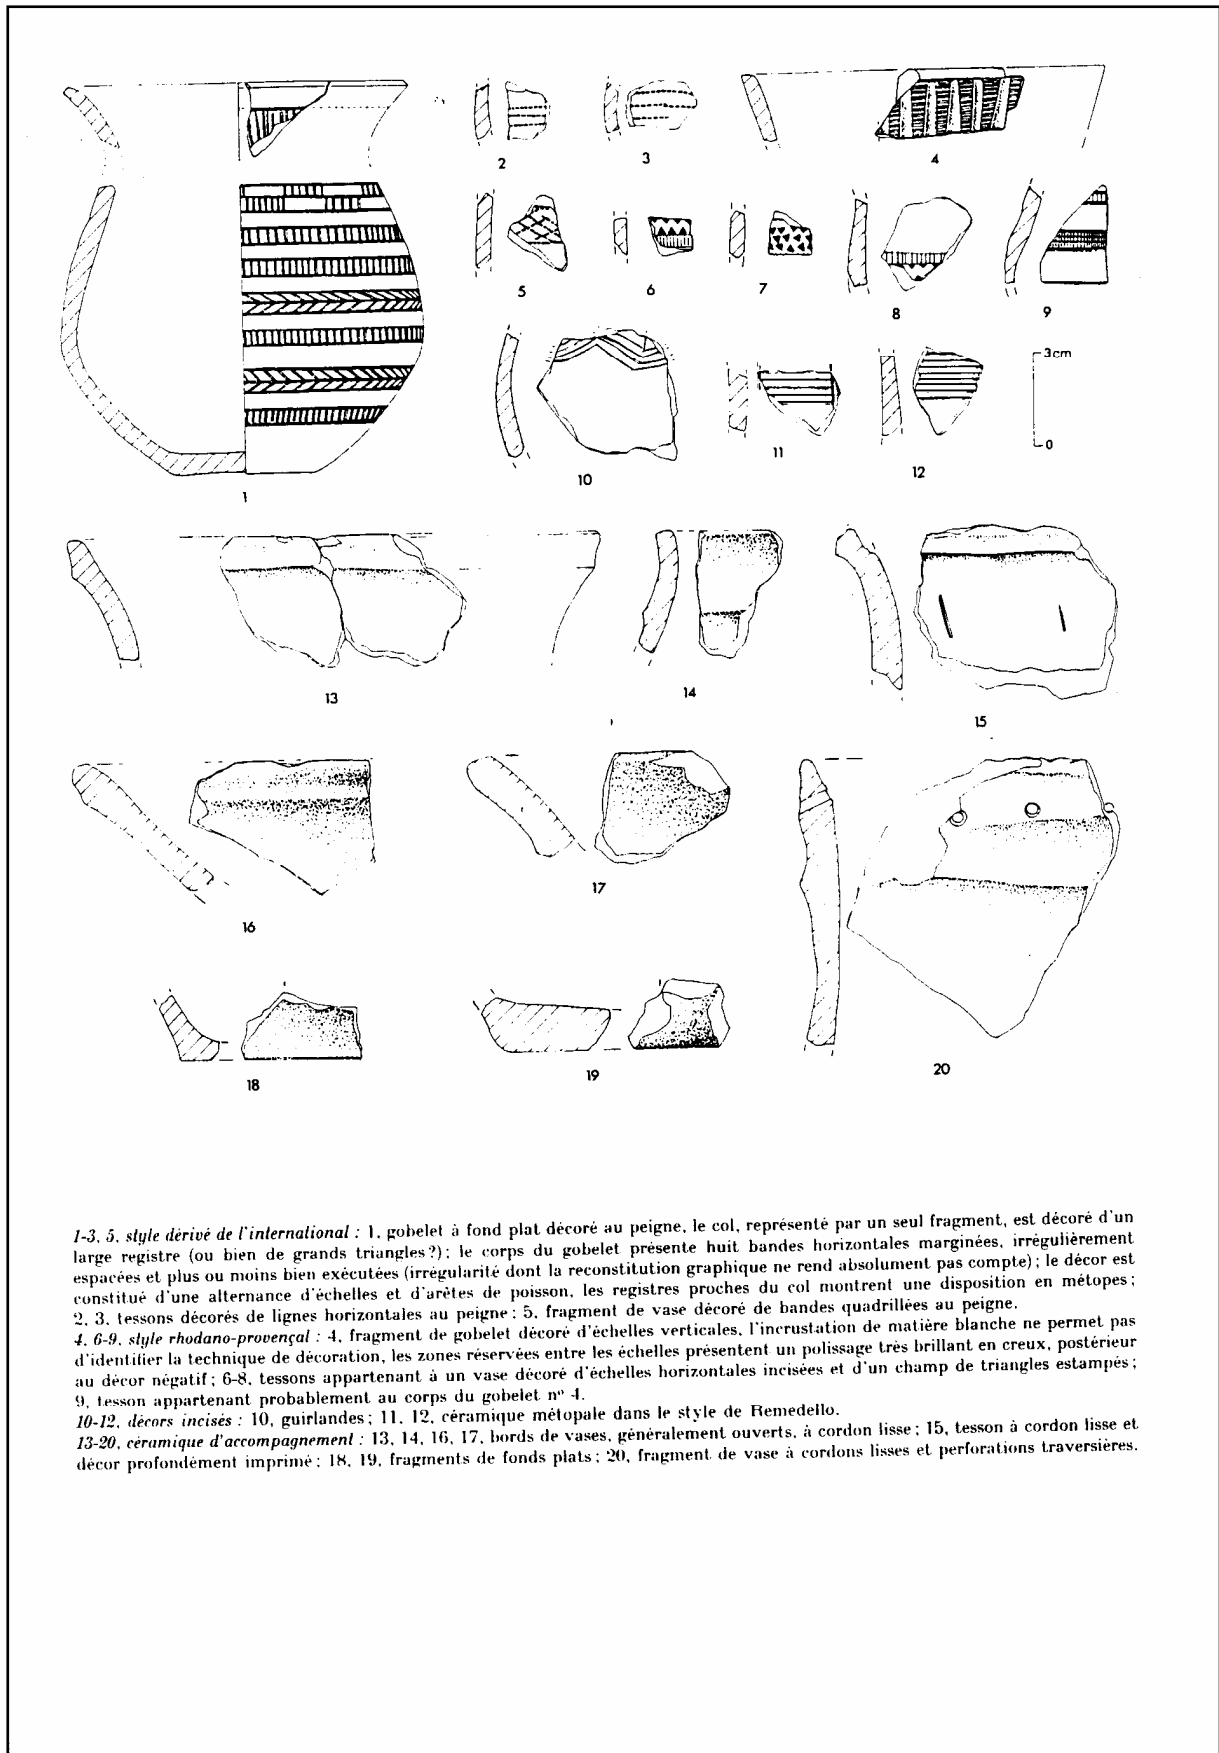 2
3
4
5
6
7
8
9
3cm
0
10
11
12
1
13
14
15
16
17
18
19
20
1-3, 5, style dérivé de l'international : 1, gobelet à fond plat décoré au peigne, le col, représenté par un seul fragment, est décoré d'un
large registre (ou bien de grands triangles?) ; le corps du gobelet présente huit bandes horizontales marginées, irrégulièrement
espacées et plus ou moins bien exécutées (irrégularité dont la reconstitution graphique ne rend absolument pas compte) ; le décor est
constitué d'une alternance d'échelles et d'arêtes de poisson, les registres proches du col montrent une disposition en métopes ;
2, 3, tessons décorés de lignes horizontales au peigne ; 5, fragment de vase décoré de bandes quadrillées au peigne.
4, 6-9, style rhodano-provençal : 4, fragment de gobelet décoré d'échelles verticales, l'incrustation de matière blanche ne permet pas
d'identifier la technique de décoration, les zones réservées entre les échelles présentent un polissage très brillant en creux, postérieur
au décor négatif ; 6-8, tessons appartenant à un vase décoré d'échelles horizontales incisées et d'un champ de triangles estampés ;
9, tesson appartenant probablement au corps du gobelet nº 4.
10-12, décors incisés : 10, guirlandes ; 11, 12, céramique métopale dans le style de Remedello.
13-20, céramique d'accompagnement : 13, 14, 16, 17, bords de vases, généralement ouverts, à cordon lisse ; 15, tesson à cordon lisse et
décor profondément imprimé ; 18, 19, fragments de fonds plats ; 20, fragment de vase à cordons lisses et perforations traversières.